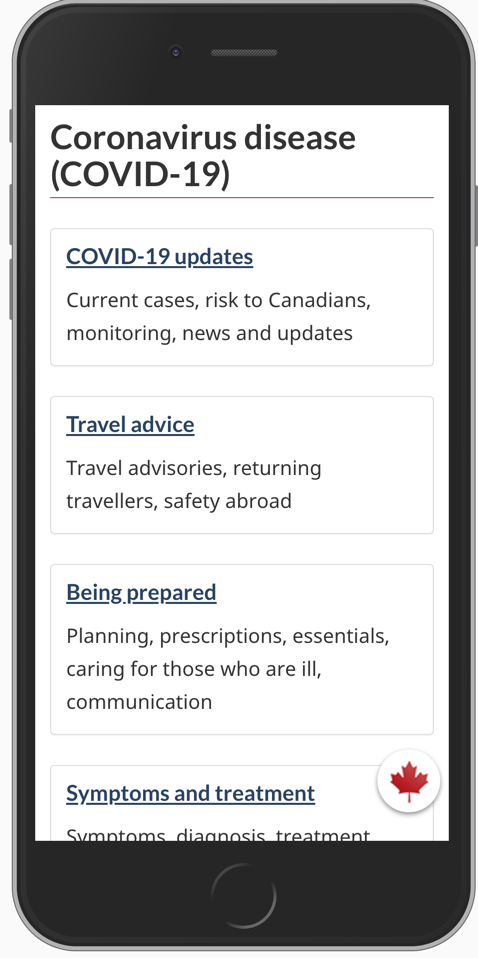 Coronavirus disease
(COVID-19)
COVID-19 updates
Current cases, risk to Canadians,
monitoring, news and updates
Travel advice
Travel advisories, returning
travellers, safety abroad
Being prepared
Planning, prescriptions, essentials,
caring for those who are ill,
communication
Symptoms and treatment
Symptoms, diagnosis, treatment